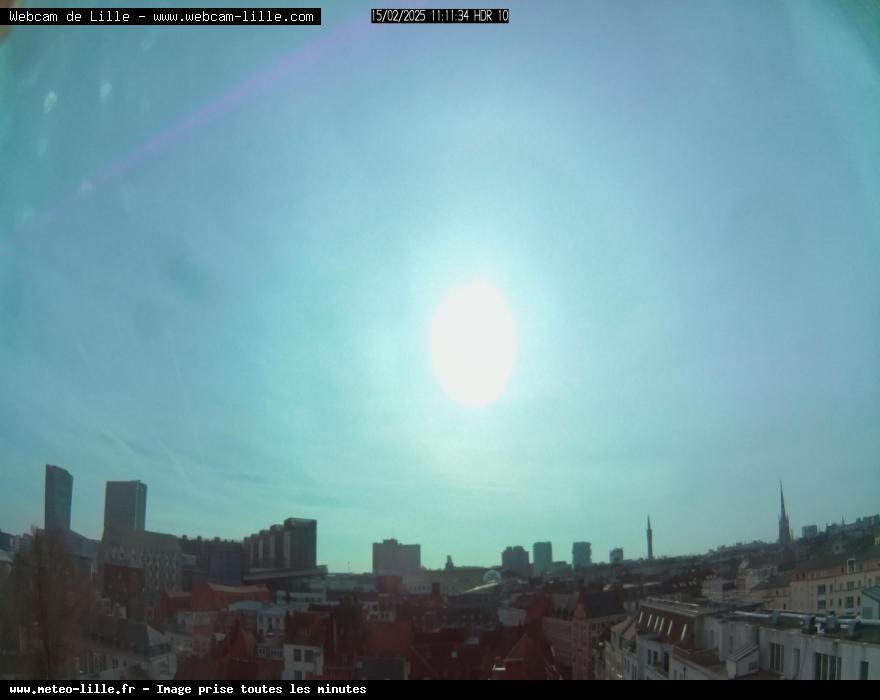 Webcam de Lille - www.webcam-lille.com
15/02/2025 11:11:34 HDR 10
www.meteo-lille.fr - Image prise toutes les minutes